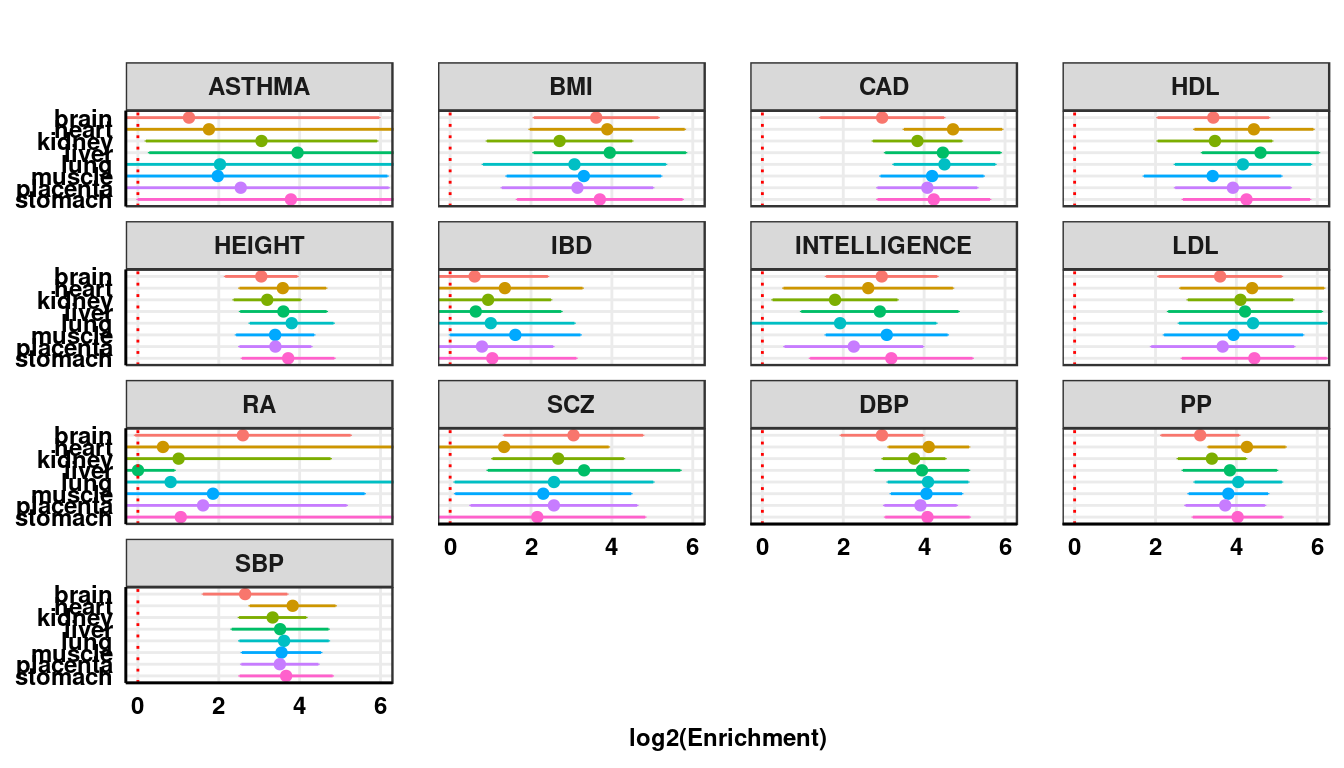 ASTHMA BMI CAD HDL
brain
heart
kidney
liver
lung
muscle
placenta
stomach
HEIGHT IBD INTELLIGENCE LDL
brain
heart
kidney
liver
lung
muscle
placenta
stomach
RA SCZ DBP PP
brain
heart
kidney
liver
lung
muscle
placenta
stomach
0 2 4 6 0 2 4 6 0 2 4 6
SBP
brain
heart
kidney
liver
lung
muscle
placenta
stomach
0 2 4 6
log2(Enrichment)